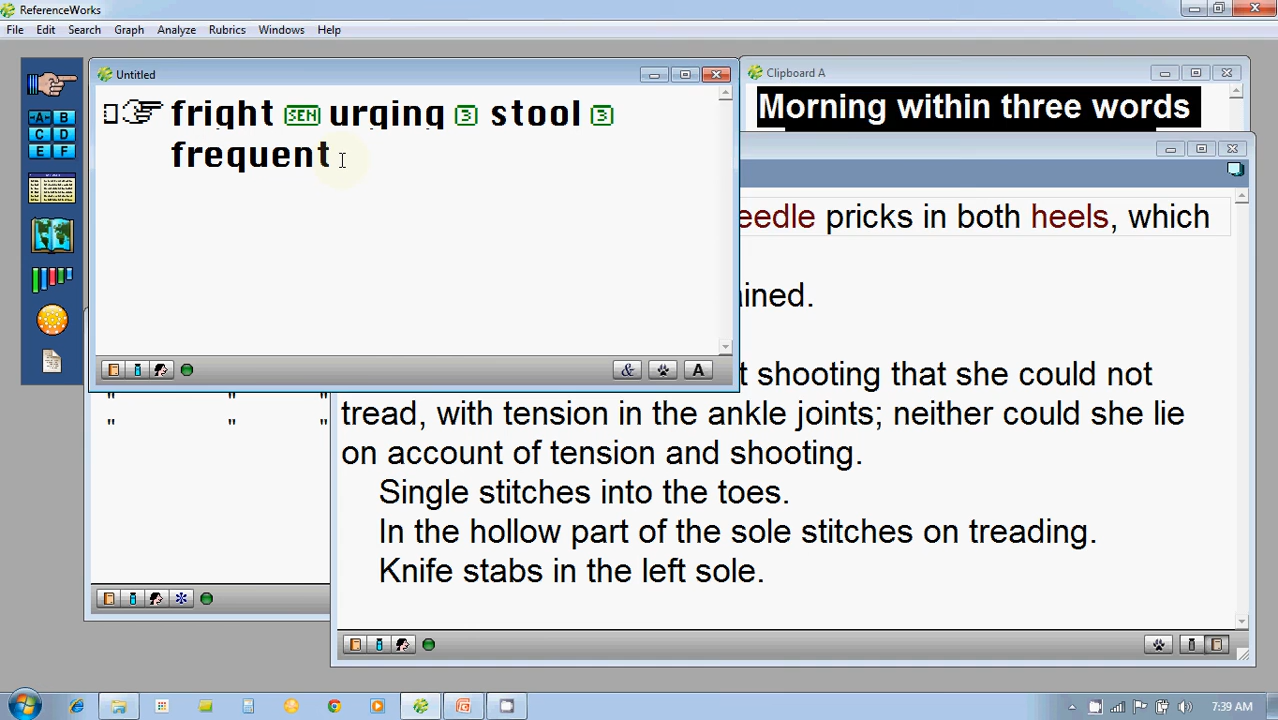 ReferenceWorks
File Edit Search Graph Analyze Rubrics Windows Help
Untitled
fright SEN urging 3 stool 3
frequent
A
Clipboard A
Morning within three words
eedle pricks in both heels, which
ained.
t shooting that she could not
tread, with tension in the ankle joints; neither could she lie
on account of tension and shooting.
Single stitches into the toes.
In the hollow part of the sole stitches on treading.
Knife stabs in the left sole.
-A- B
C D
E F
" " "
" " "
&
7:39 AM